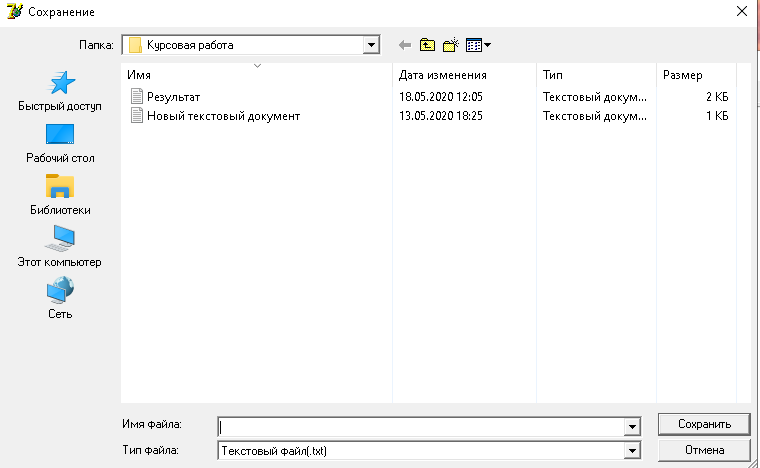 Сохранение
Папка: Курсовая работа
Имя Дата изменения Тип Размер
Результат 18.05.2020 12:05 Текстовый докум... 2 КБ
Новый текстовый документ 13.05.2020 18:25 Текстовый докум... 1 КБ
Быстрый доступ
Рабочий стол
Библиотеки
Этот компьютер
Сеть
Имя файла: Сохранить
Тип файла: Текстовый файл(.txt) Отмена